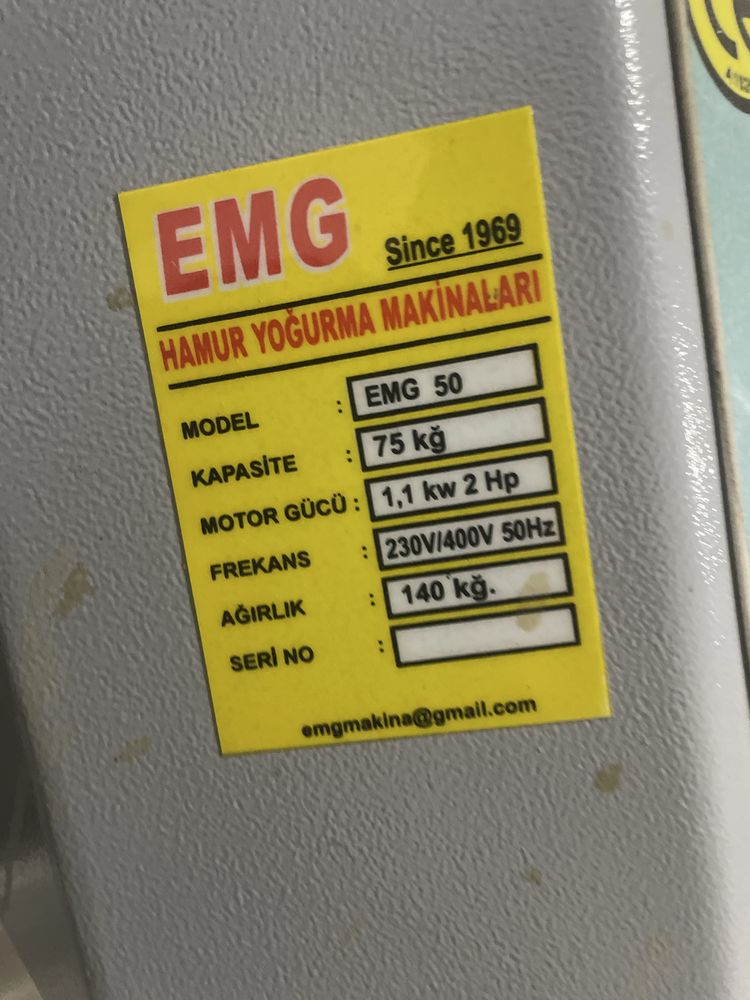 EMG Since 1969
HAMUR YOĞURMA MAKİNALARI
MODEL : EMG 50
KAPASİTE : 75 kğ
MOTOR GÜCÜ : 1,1 kw 2 Hp
FREKANS : 230V/400V 50Hz
AĞIRLIK : 140 kğ.
SERİ NO :
emgmakina@gmail.com